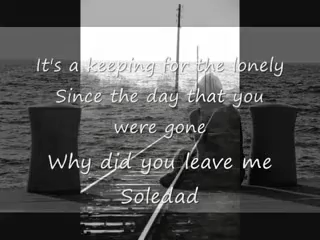 It's a keeping for the lonely
Since the day that you
were gone
Why did you leave me
Soledad